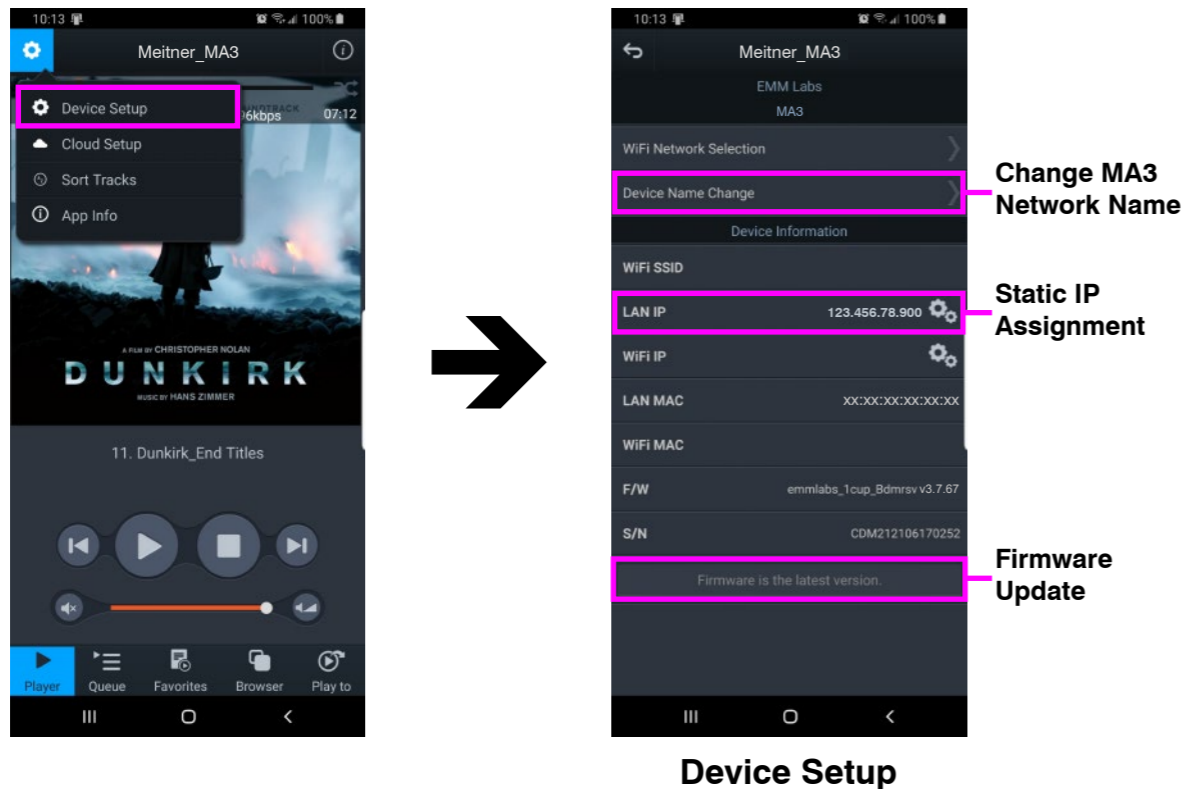 10:13
100%
Meitner_MA3
Device Setup
96kbps
07:12
Cloud Setup
Sort Tracks
App Info
A FILM BY CHRISTOPHER NOLAN
DUNKIRK
MUSIC BY HANS ZIMMER
11. Dunkirk_End Titles
Player
Queue
Favorites
Browser
Play to
10:13
100%
Meitner_MA3
EMM Labs
MA3
WiFi Network Selection
Device Name Change
Device Information
WiFi SSID
LAN IP 123.456.78.900
WiFi IP
LAN MAC XX:XX:XX:XX:XX:XX
WiFi MAC
F/W emmlabs_1cup_Bdmrsv v3.7.67
S/N CDM212106170252
Firmware is the latest version.
Change MA3
Network Name
Static IP
Assignment
Firmware
Update
Device Setup